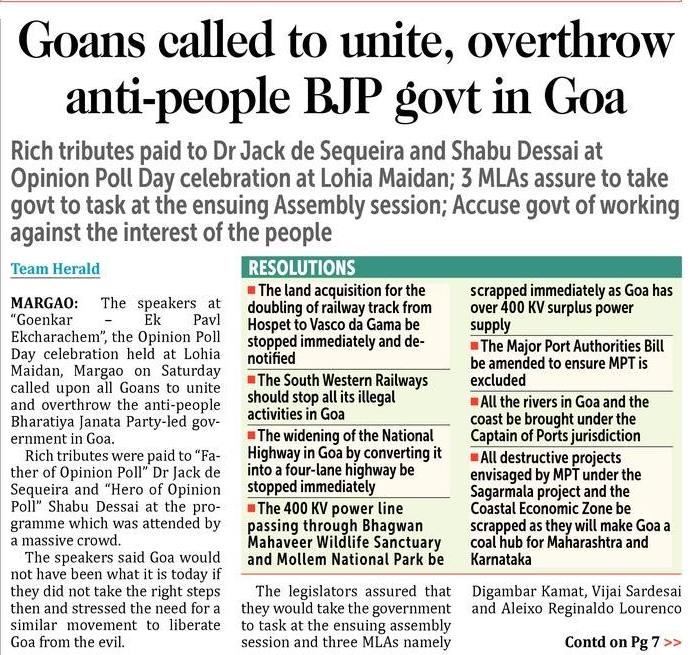 Goans called to unite, overthrow
anti-people BJP govt in Goa
Rich tributes paid to Dr Jack de Sequeira and Shabu Dessai at
Opinion Poll Day celebration at Lohia Maidan; 3 MLAs assure to take
govt to task at the ensuing Assembly session; Accuse govt of working
against the interest of the people
Team Herald
MARGAO: The speakers at
“Goenkar – Ek Pavl
Ekcharachem”, the Opinion Poll
Day celebration held at Lohia
Maidan, Margao on Saturday
called upon all Goans to unite
and overthrow the anti-people
Bharatiya Janata Party-led gov-
ernment in Goa.
Rich tributes were paid to “Fa-
ther of Opinion Poll” Dr Jack de
Sequeira and “Hero of Opinion
Poll” Shabu Dessai at the pro-
gramme which was attended by
a massive crowd.
The speakers said Goa would
not have been what it is today if
they did not take the right steps
then and stressed the need for a
similar movement to liberate
Goa from the evil.
RESOLUTIONS
■ The land acquisition for the
doubling of railway track from
Hospet to Vasco da Gama be
stopped immediately and de-
notified
■ The South Western Railways
should stop all its illegal
activities in Goa
■ The widening of the National
Highway in Goa by converting it
into a four-lane highway be
stopped immediately
■ The 400 KV power line
passing through Bhagwan
Mahaveer Wildlife Sanctuary
and Mollem National Park be
scrapped immediately as Goa has
over 400 KV surplus power
supply
■ The Major Port Authorities Bill
be amended to ensure MPT is
excluded
■ All the rivers in Goa and the
coast be brought under the
Captain of Ports jurisdiction
■ All destructive projects
envisaged by MPT under the
Sagarmala project and the
Coastal Economic Zone be
scrapped as they will make Goa a
coal hub for Maharashtra and
Karnataka
The legislators assured that
they would take the government
to task at the ensuing assembly
session and three MLAs namely
Digambar Kamat, Vijai Sardesai
and Aleixo Reginaldo Lourenco
Contd on Pg 7 >>